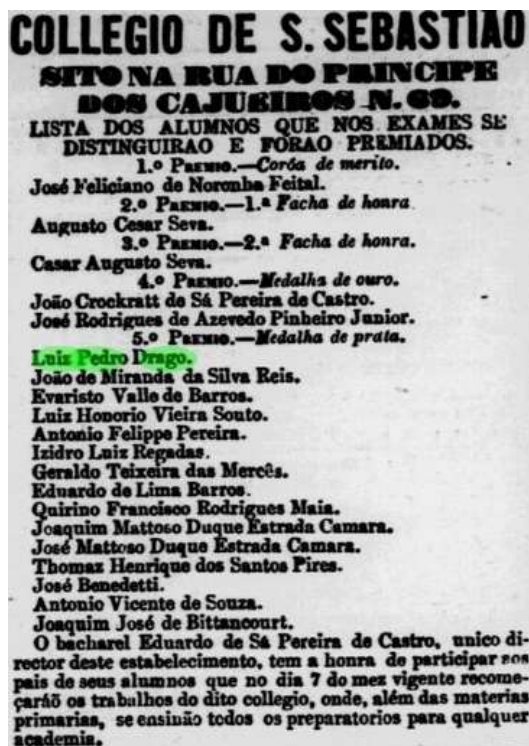 COLLEGIO DE S. SEBASTIAO
SITO NA RUA DO PRINCIPE
DOS CAJUEIROS N. 69.
LISTA DOS ALUMNOS QUE NOS EXAMES SE
DISTINGUIRAO E FORAO PREMIADOS.
1.º PREMIO.—Corôa de merito.
José Feliciano de Noronha Feital.
2.º PREMIO.—1.ª Facha de honra
Augusto Cesar Seva.
3.º PREMIO.—2.ª Facha de honra.
Casar Augusto Seva.
4.º PREMIO.—Medalha de ouro.
João Crockratt de Sá Pereira de Castro.
José Rodrigues de Azevedo Pinheiro Junior.
5.º PREMIO.—Medalha de prata.
Luiz Pedro Drago.
João de Miranda da Silva Reis.
Evaristo Valle de Barros.
Luiz Honorio Vieira Souto.
Antonio Felippe Pereira.
Izidro Luiz Regadas.
Geraldo Teixeira das Mercês.
Eduardo de Lima Barros.
Quirino Francisco Rodrigues Maia.
Joaquim Mattoso Duque Estrada Camara.
José Mattoso Duque Estrada Camara.
Thomaz Henrique dos Santos Pires.
José Benedetti.
Antonio Vicente de Souza.
Joaquim José de Bittancourt.
O bacharel Eduardo de Sá Pereira de Castro, unico di-
rector deste estabelecimento, tem a honra de participar aos
pais de seus alumnos que no dia 7 do mez vigente recome-
çaráõ os trabalhos do dito collegio, onde, além das materias
primarias, se ensinão todos os preparatorios para qualquer
academia.